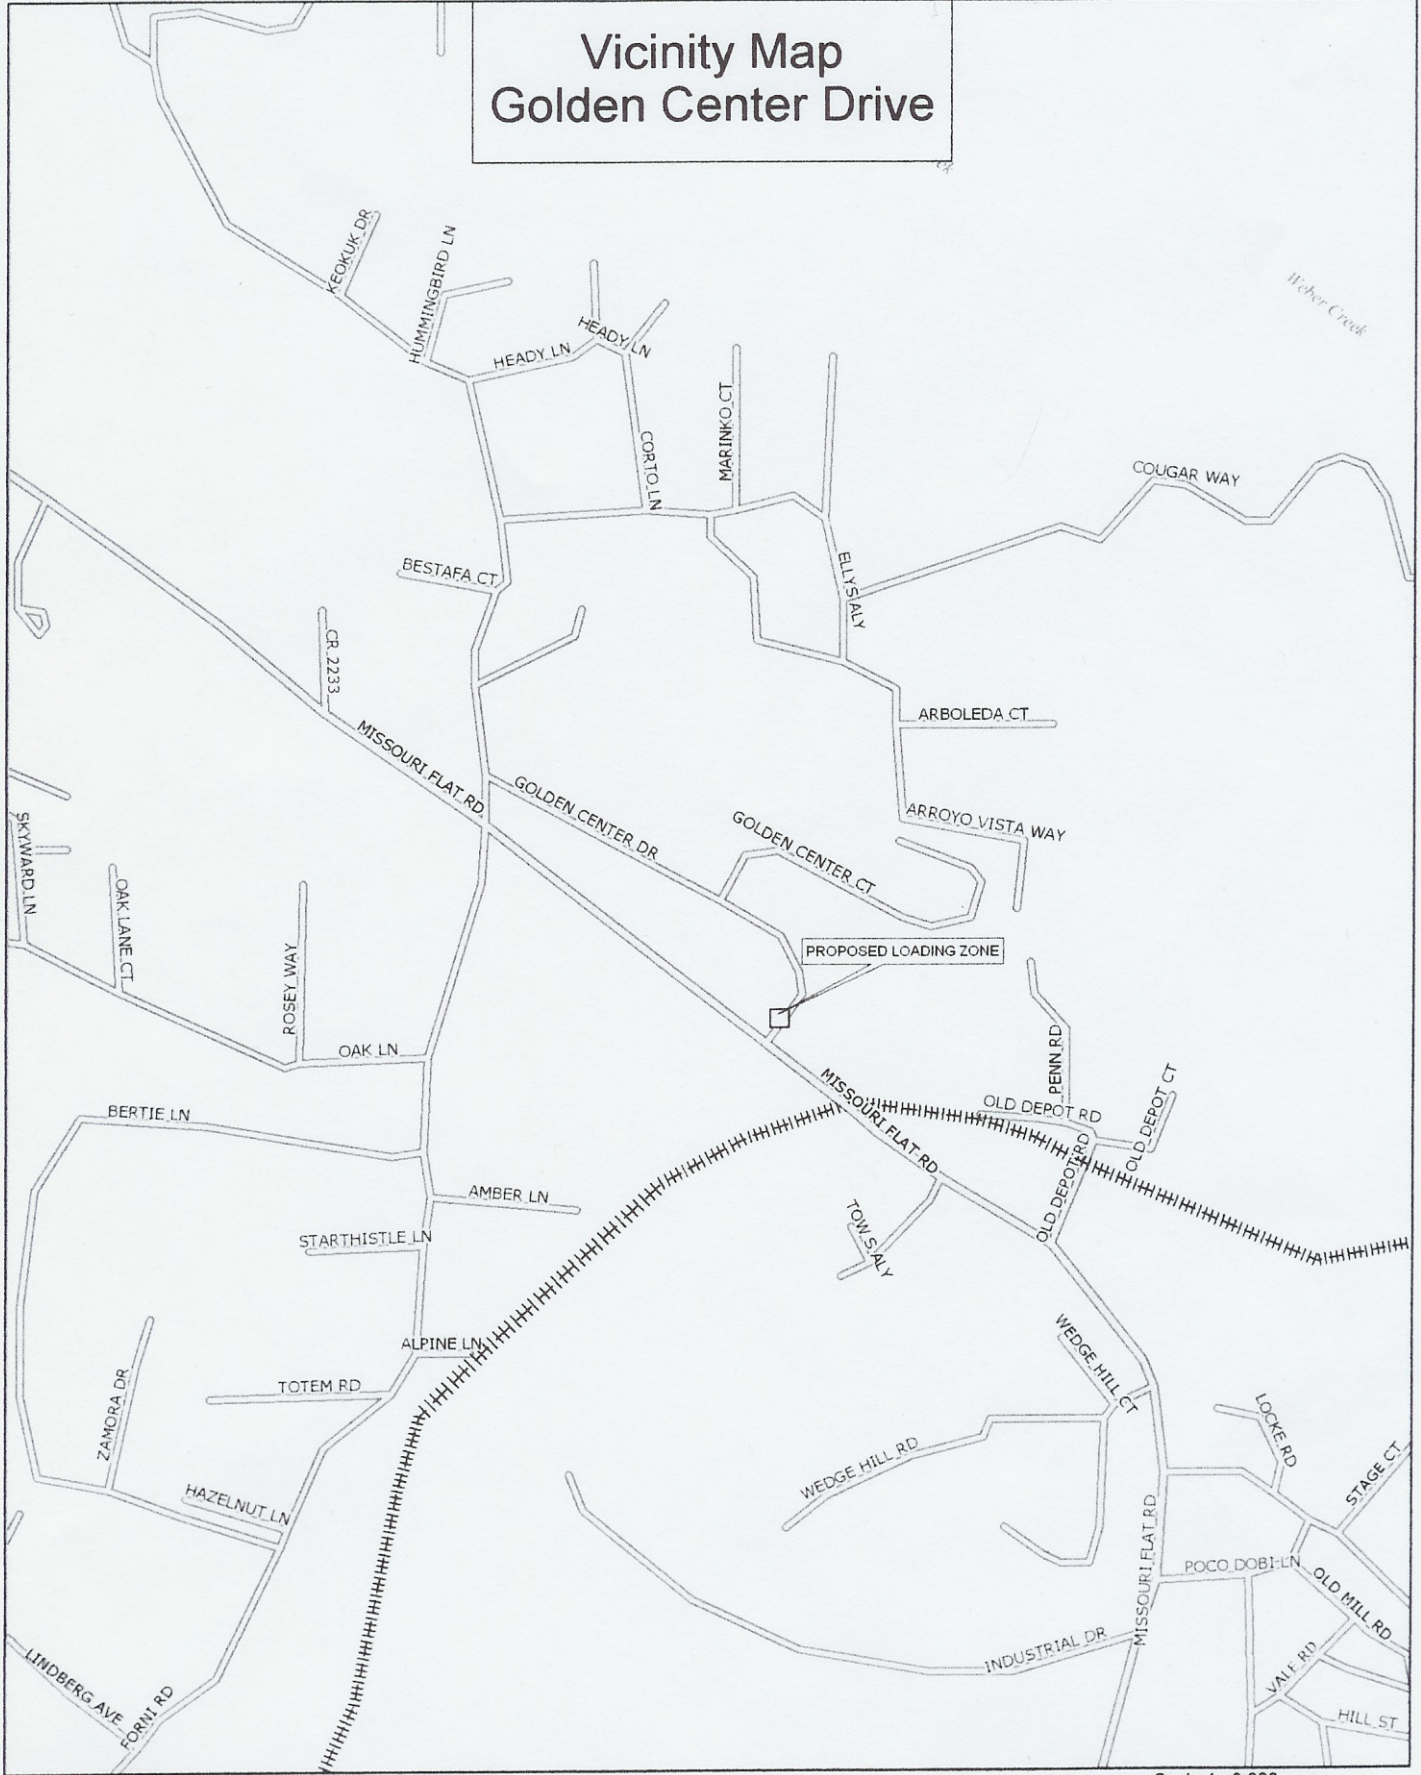 Vicinity Map
Golden Center Drive
KEOKUK DR
HUMMINGBIRD LN
Weber Creek
HEADY LN
HEADY LN
MARINKO CT
CORTO LN
COUGAR WAY
BESTAFA CT
ELLYS ALY
CR 2233
ARBOLEDA CT
MISSOURI FLAT RD
GOLDEN CENTER DR
GOLDEN CENTER CT
ARROYO VISTA WAY
SKYWARD LN
OAK LANE CT
ROSEY WAY
PROPOSED LOADING ZONE
OAK LN
PENN RD
MISSOURI FLAT RD
OLD DEPOT RD
OLD DEPOT CT
BERTIE LN
OLD DEPOT RD
AMBER LN
STARTHISTLE LN
TOW S ALY
ALPINE LN
WEDGE HILL CT
TOTEM RD
ZAMORA DR
LOCKE RD
WEDGE HILL RD
STAGE CT
HAZELNUT LN
MISSOURI FLAT RD
POCO DOBI LN
OLD MILL RD
INDUSTRIAL DR
VALE RD
LINDBERG AVE
FORNI RD
HILL ST